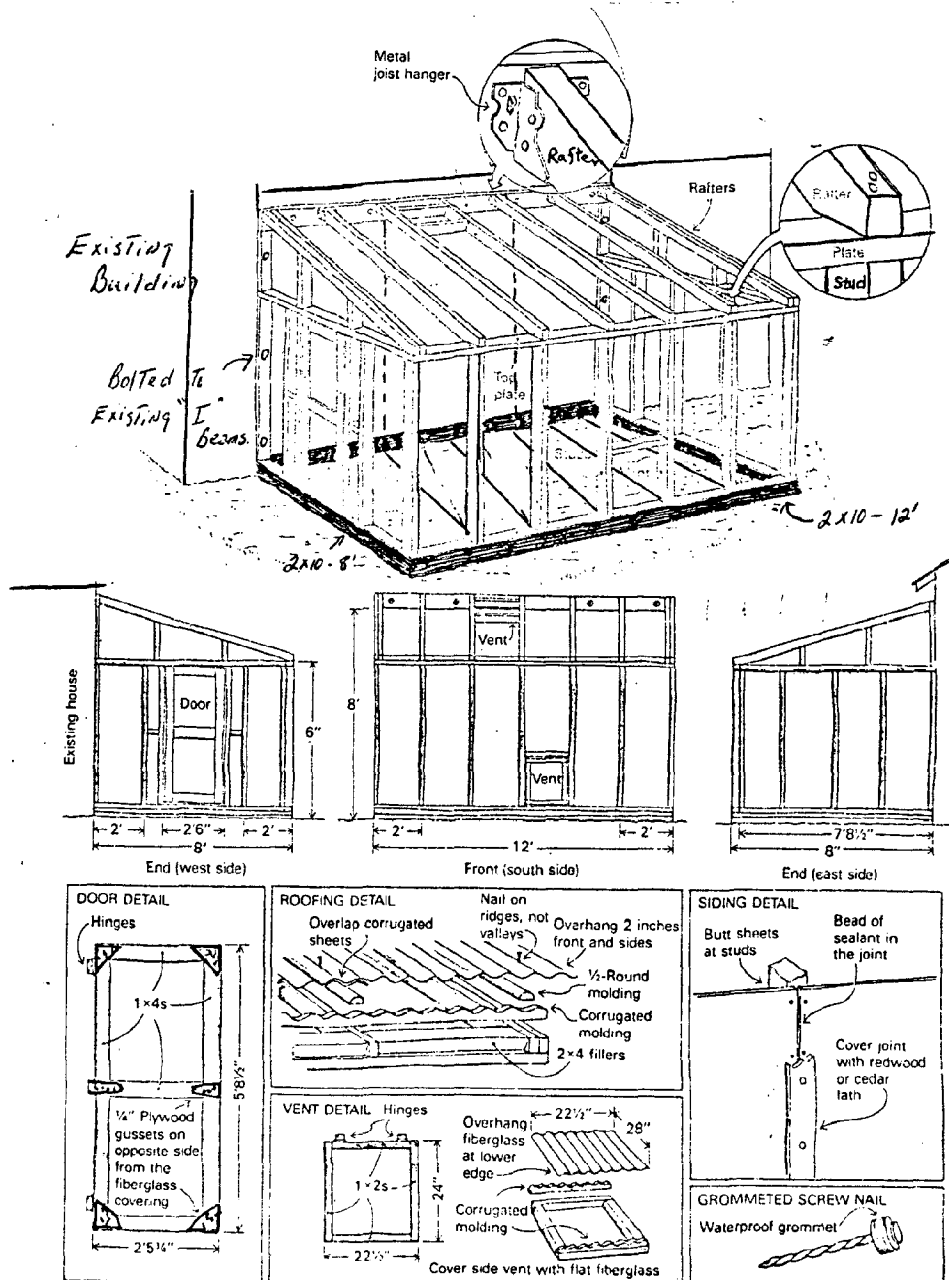 Metal
joist hanger
Rafter
Rafters
Rafter
Plate
Stud
Existing
Building
Bolted To
Existing "I"
beams.
Top
plate
2x10-8'
2x10-12'
Existing house
Door
6"
2'
2'6"
2'
8'
End (west side)
8'
Vent
Vent
2'
2'
12'
Front (south side)
7'8½"
8"
End (east side)
DOOR DETAIL
Hinges
1×4s
5'8½"
¼" Plywood
gussets on
opposite side
from the
fiberglass
covering
2'5¼"
ROOFING DETAIL
Overlap corrugated
sheets
Nail on
ridges, not
valleys
Overhang 2 inches
front and sides
½-Round
molding
Corrugated
molding
2×4 fillers
VENT DETAIL
Hinges
1×2s
24"
22½"
Overhang
fiberglass
at lower
edge
22½"
28"
Corrugated
molding
Cover side vent with flat fiberglass
SIDING DETAIL
Butt sheets
at studs
Bead of
sealant in
the joint
Cover joint
with redwood
or cedar
lath
GROMMETED SCREW NAIL
Waterproof grommet